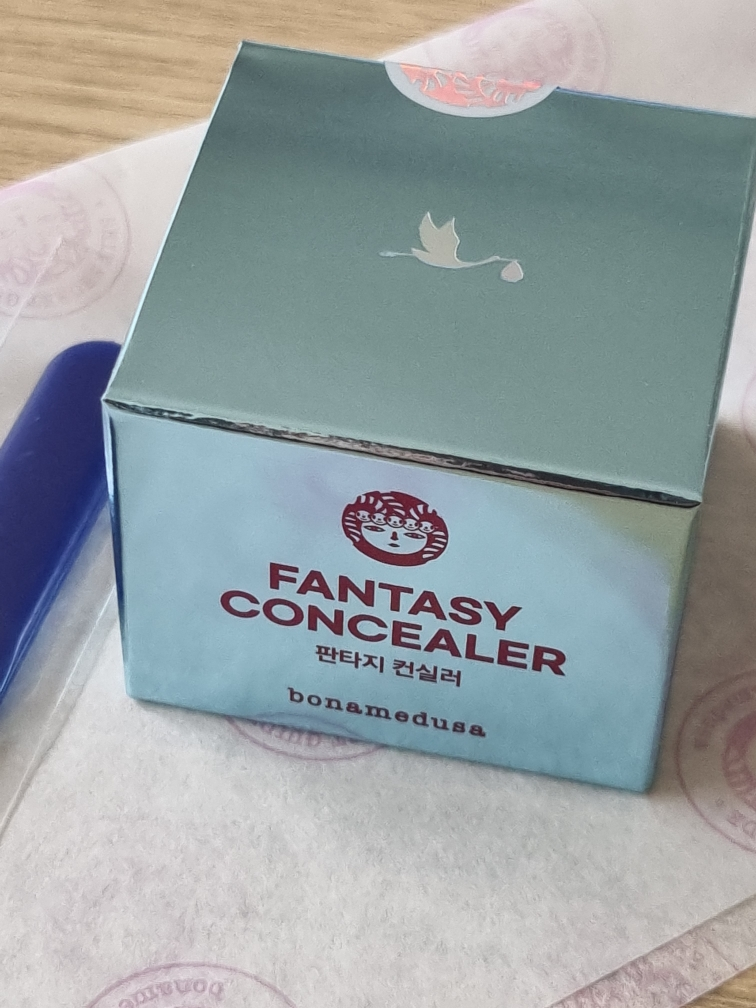 FANTASY
CONCEALER
판타지 컨실러
bonamedusa